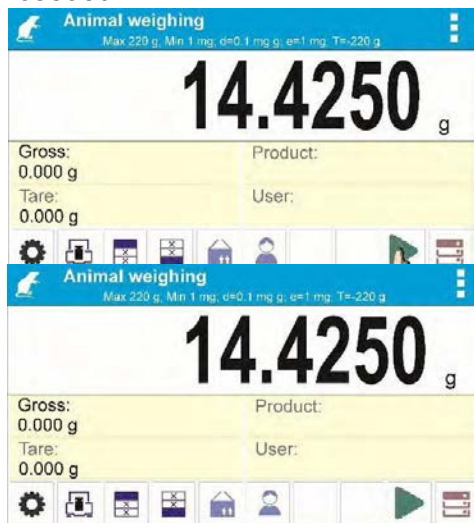 Animal weighing
Max 220 g; Min 1 mg; d=0.1 mg g; e=1 mg; T=-220 g
14.4250 g
Gross:
0.000 g
Product:
Tare:
0.000 g
User:
Animal weighing
Max 220 g; Min 1 mg; d=0.1 mg g; e=1 mg; T=-220 g
14.4250 g
Gross:
0.000 g
Product:
Tare:
0.000 g
User: